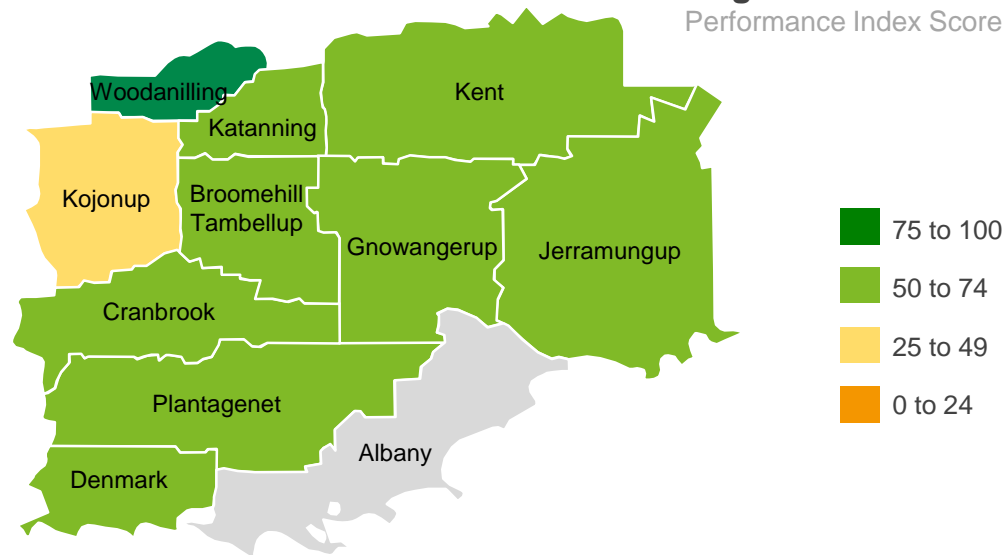 Performance Index Score
Woodanilling
Kent
Katanning
Kojonup
Broomehill
Tambellup
Gnowangerup
Jerramungup
Cranbrook
Plantagenet
Albany
Denmark
75 to 100
50 to 74
25 to 49
0 to 24